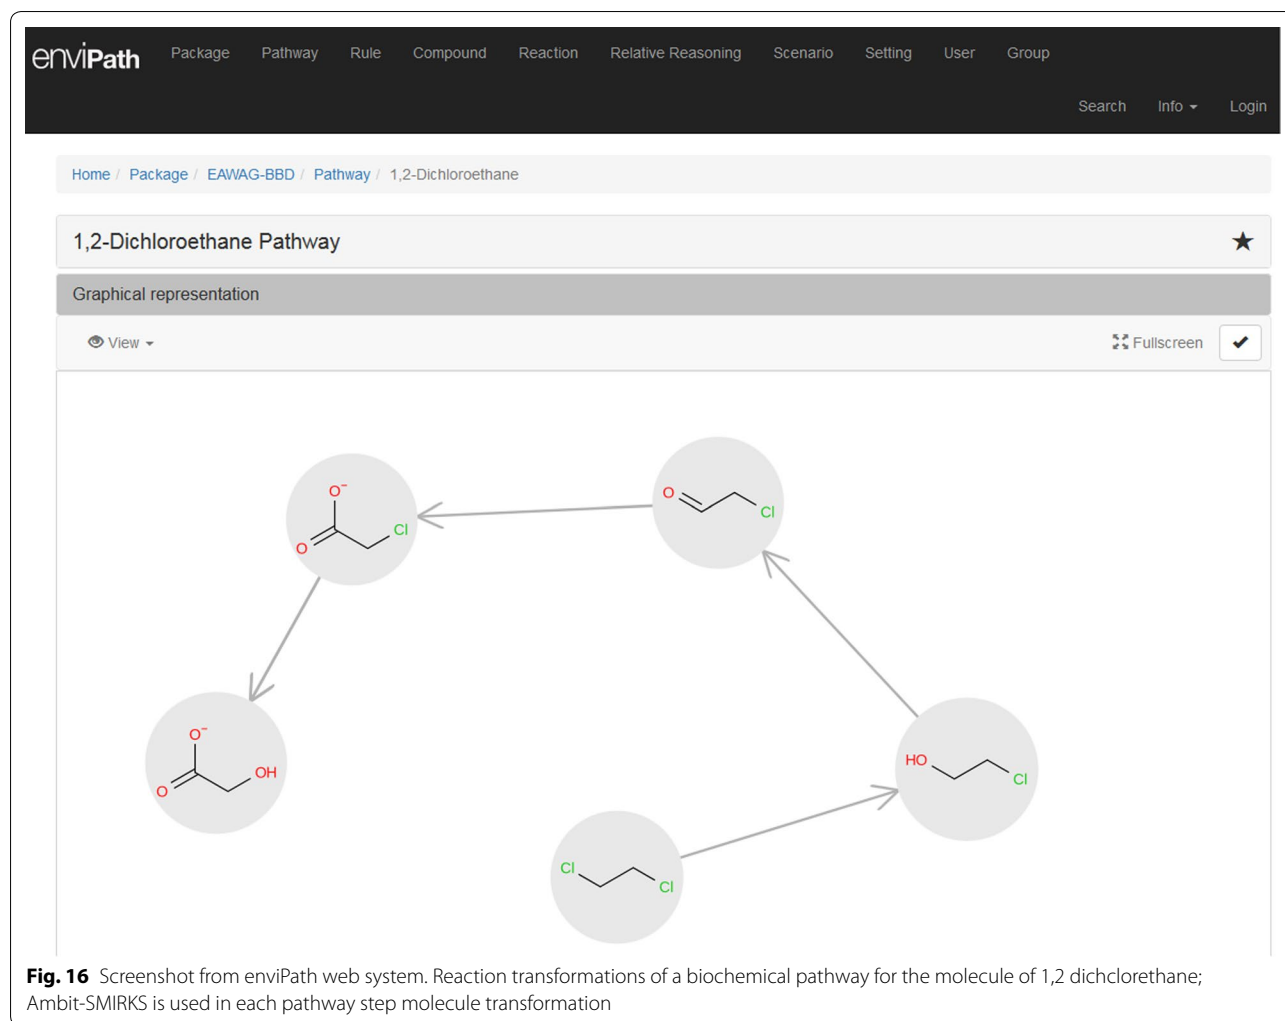 enviPath Package Pathway Rule Compound Reaction Relative Reasoning Scenario Setting User Group
Search Info Login
Home / Package / EAWAG-BBD / Pathway / 1,2-Dichloroethane
1,2-Dichloroethane Pathway
Graphical representation
View Fullscreen
O⁻
O
Cl
O
Cl
O⁻
O
OH
HO
Cl
Cl
Cl
Fig. 16 Screenshot from enviPath web system. Reaction transformations of a biochemical pathway for the molecule of 1,2 dichclorethane;
Ambit-SMIRKS is used in each pathway step molecule transformation